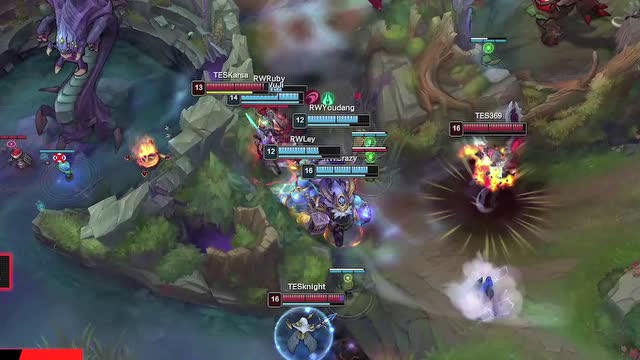 TESKarsa
RWRuby
13
14
RWYoudang
12
TES369
16
RWLey
12
16
TESknight
16